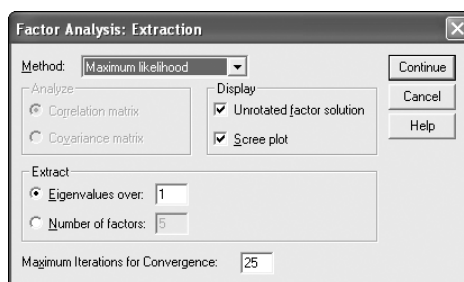 Factor Analysis: Extraction
Method: Maximum likelihood
Continue
Analyze
Correlation matrix
Covariance matrix
Display
Unrotated factor solution
Scree plot
Cancel
Help
Extract
Eigenvalues over: 1
Number of factors: 5
Maximum Iterations for Convergence: 25